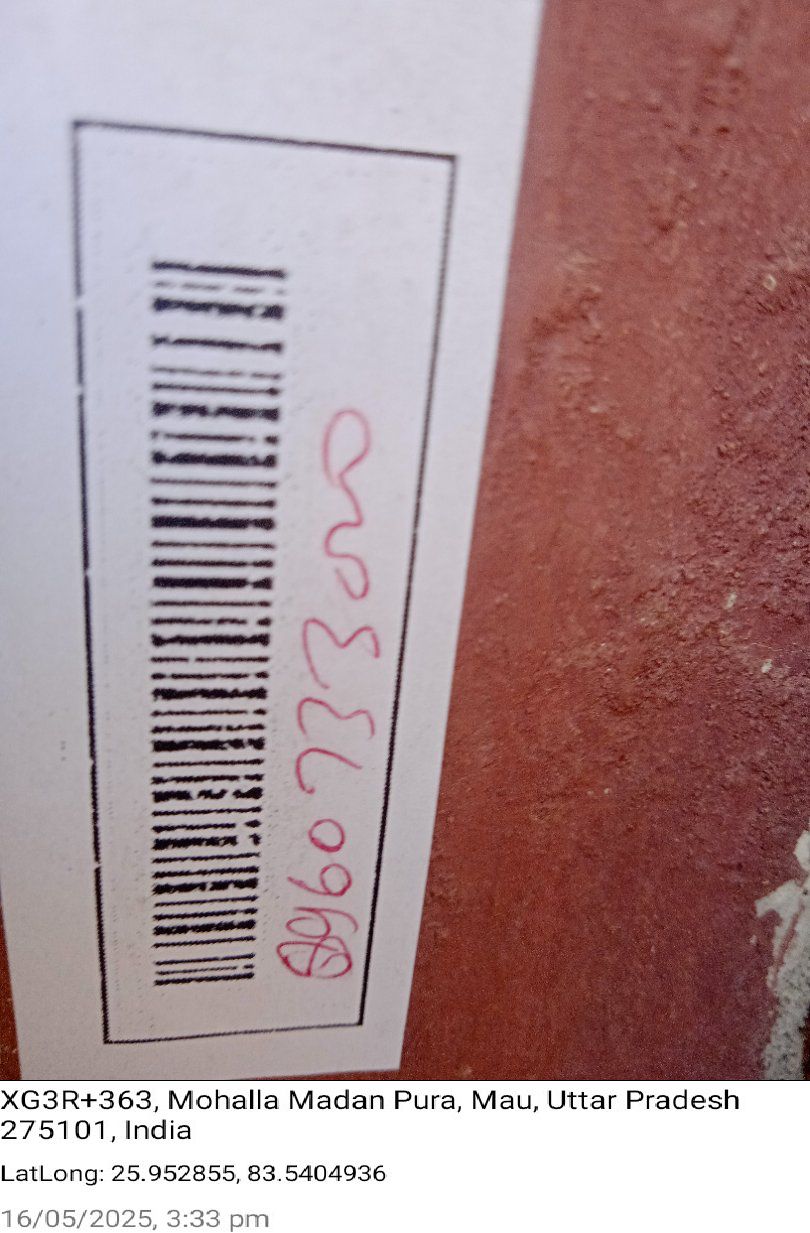 XG3R+363, Mohalla Madan Pura, Mau, Uttar Pradesh
275101, India
LatLong: 25.952855, 83.5404936
16/05/2025, 3:33 pm